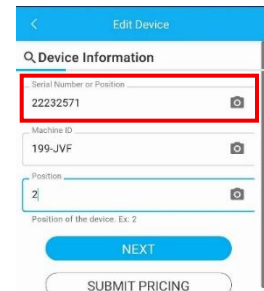 Edit Device
Device Information
Serial Number or Position
22232571
Machine ID
199-JVF
Position
2
Position of the device. Ex: 2
NEXT
SUBMIT PRICING